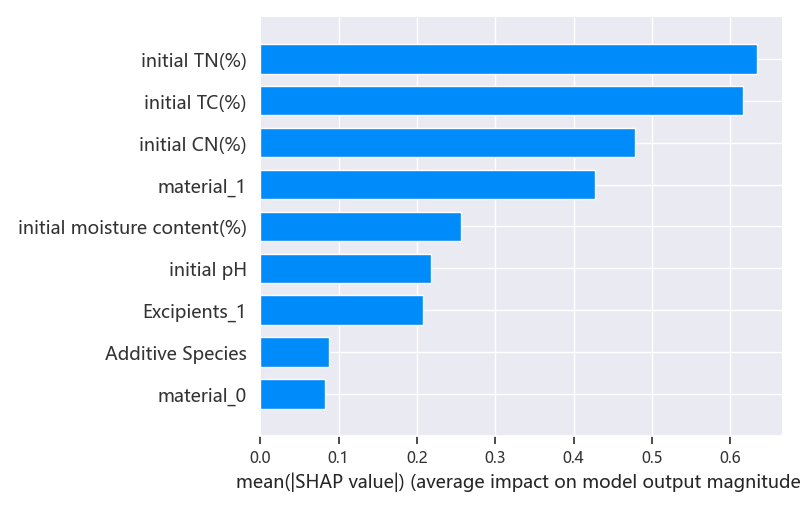 initial TN(%)
initial TC(%)
initial CN(%)
material_1
initial moisture content(%)
initial pH
Excipients_1
Additive Species
material_0
0.0 0.1 0.2 0.3 0.4 0.5 0.6
mean(|SHAP value|) (average impact on model output magnitude